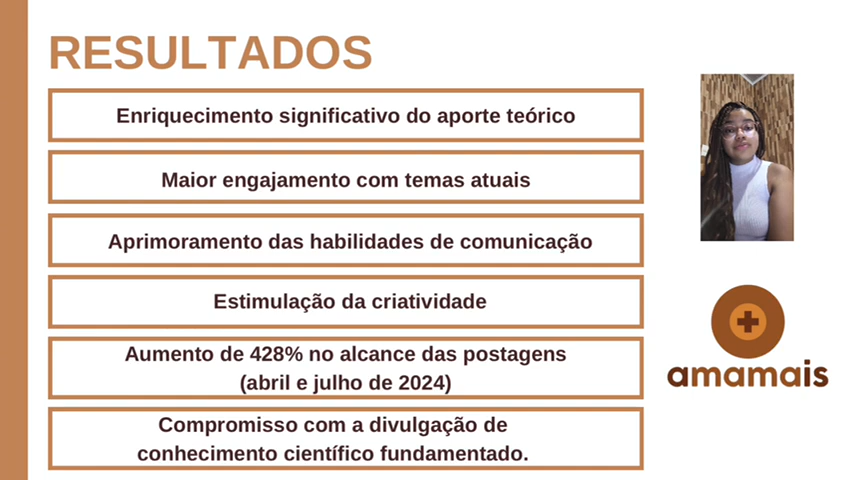 RESULTADOS
Enriquecimento significativo do aporte teórico
Maior engajamento com temas atuais
Aprimoramento das habilidades de comunicação
Estimulação da criatividade
Aumento de 428% no alcance das postagens
(abril e julho de 2024)
Compromisso com a divulgação de
conhecimento científico fundamentado.
amamais